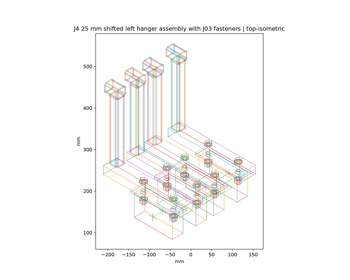 J4 25 mm shifted left hanger assembly with J03 fasteners | top-isometric
500
400
mm
300
200
100
−200 −150 −100 −50 0 50 100 150
mm